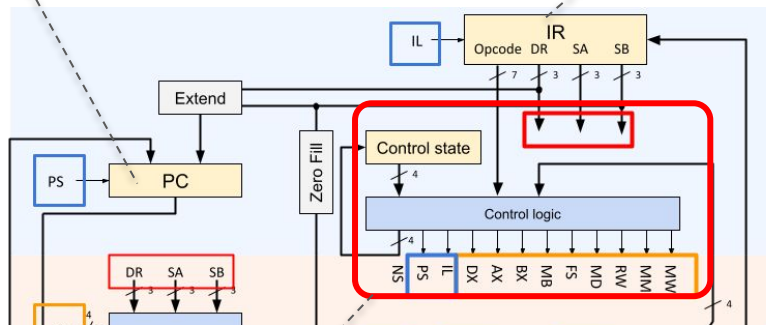 IR
IL
Opcode DR SA SB
7 3 3 3
Extend
Control state
Zero Fill
4
PS
PC
Control logic
4
NS PS IL DX AX BX MB FS MD RW MM MW
DR SA SB
3 3 3
4
4